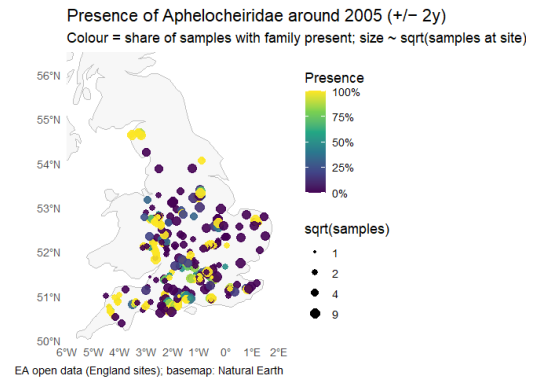 Presence of Aphelocheiridae around 2005 (+/− 2y)
Colour = share of samples with family present; size ~ sqrt(samples at site)
56°N
55°N
54°N
53°N
52°N
51°N
50°N
6°W 5°W 4°W 3°W 2°W 1°W 0° 1°E 2°E
Presence
100%
75%
50%
25%
0%
sqrt(samples)
1
2
4
9
EA open data (England sites); basemap: Natural Earth